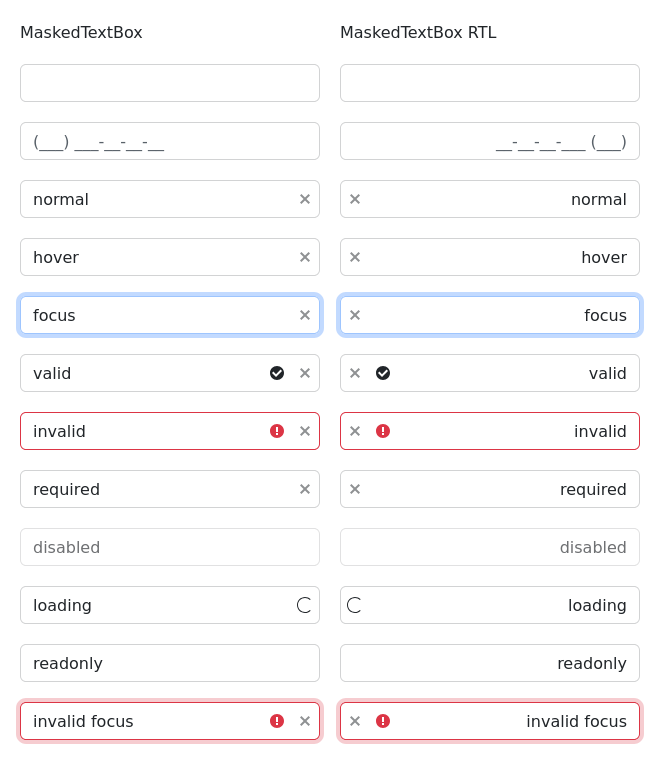 MaskedTextBox
MaskedTextBox RTL
(___) ___-__-__-__
__-__-__-___ (___)
normal
normal
hover
hover
focus
focus
valid
valid
invalid
invalid
required
required
disabled
disabled
loading
loading
readonly
readonly
invalid focus
invalid focus